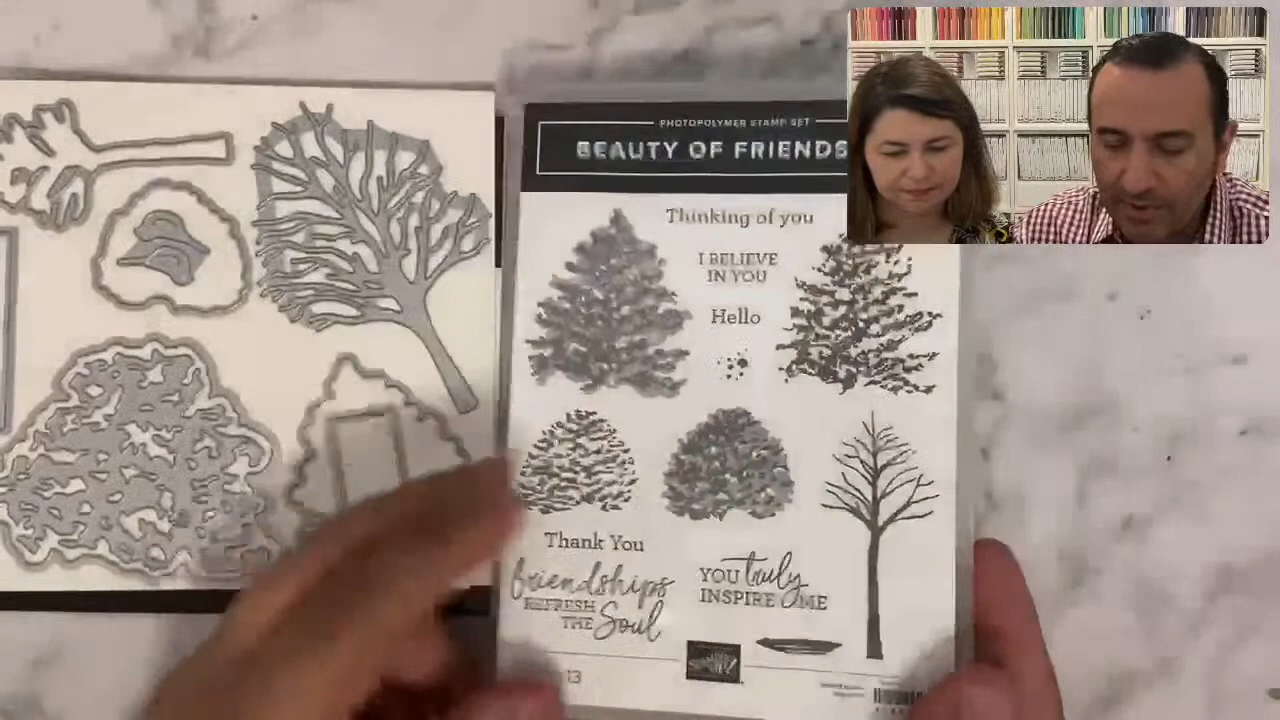 PHOTOPOLYMER STAMP SET
BEAUTY OF FRIENDS
Thinking of you
I BELIEVE
IN YOU
Hello
Thank You
friendships
REFRESH
THE Soul
YOU truly
INSPIRE ME
13